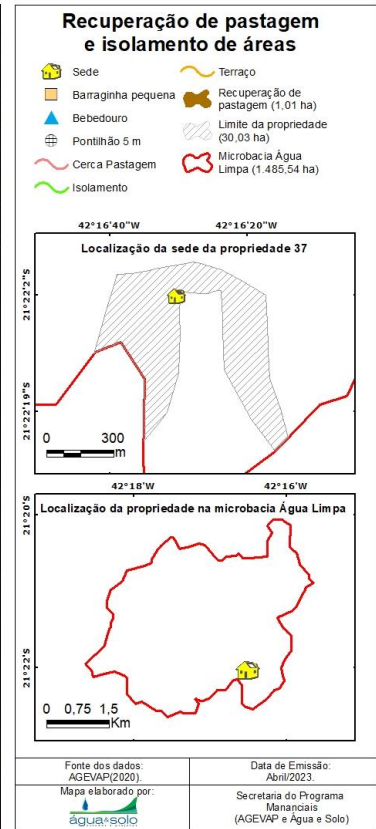 Recuperação de pastagem
e isolamento de áreas
Sede
Barraginha pequena
Bebedouro
Pontilhão 5 m
Cerca Pastagem
Isolamento
Terraço
Recuperação de
pastagem (1,01 ha)
Limite da propriedade
(30,03 ha)
Microbacia Água
Limpa (1.485,54 ha)
42°16'40"W 42°16'20"W
Localização da sede da propriedade 37
21°22'2"S
21°22'19"S
0 300
m
42°18'W 42°16'W
Localização da propriedade na microbacia Água Limpa
21°20'S
21°22'S
0 0,75 1,5
Km
Fonte dos dados:
AGEVAP(2020).
Data de Emissão:
Abril/2023.
Mapa elaborado por:
água&solo
Secretaria do Programa
Mananciais
(AGEVAP e Água e Solo)